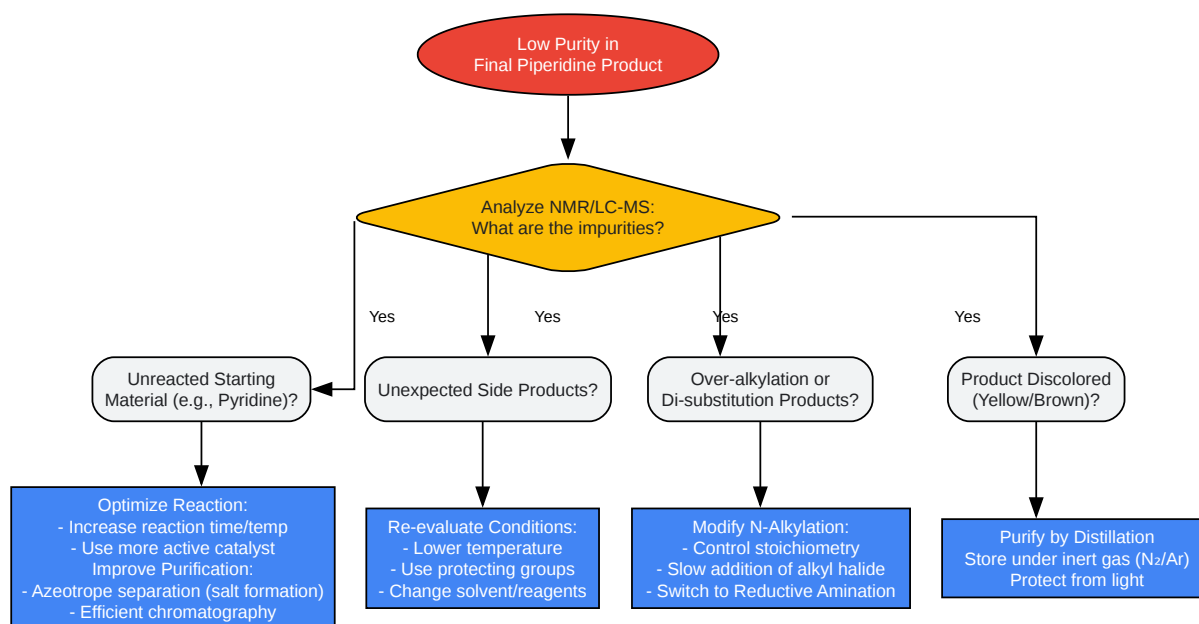 Low Purity in
Final Piperidine Product
Analyze NMR/LC-MS:
What are the impurities?
Yes
Yes
Yes
Yes
Unreacted Starting
Material (e.g., Pyridine)?
Unexpected Side Products?
Over-alkylation or
Di-substitution Products?
Product Discolored
(Yellow/Brown)?
Optimize Reaction:
- Increase reaction time/temp
- Use more active catalyst
Improve Purification:
- Azeotrope separation (salt formation)
- Efficient chromatography
Re-evaluate Conditions:
- Lower temperature
- Use protecting groups
- Change solvent/reagents
Modify N-Alkylation:
- Control stoichiometry
- Slow addition of alkyl halide
- Switch to Reductive Amination
Purify by Distillation
Store under inert gas (N₂/Ar)
Protect from light